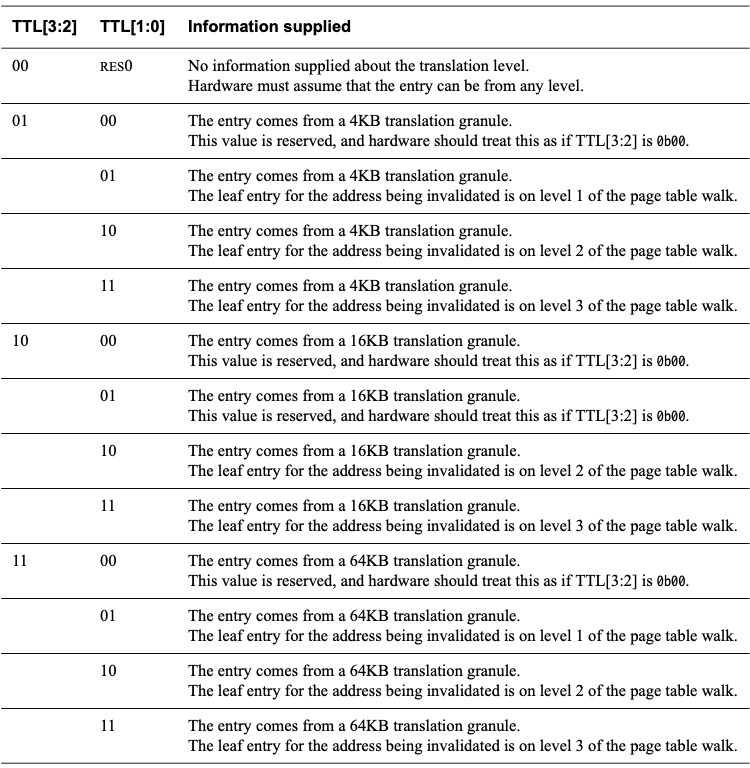 TTL[3:2] TTL[1:0] Information supplied
00 RES0 No information supplied about the translation level.
Hardware must assume that the entry can be from any level.
01 00 The entry comes from a 4KB translation granule.
This value is reserved, and hardware should treat this as if TTL[3:2] is 0b00.
01 The entry comes from a 4KB translation granule.
The leaf entry for the address being invalidated is on level 1 of the page table walk.
10 The entry comes from a 4KB translation granule.
The leaf entry for the address being invalidated is on level 2 of the page table walk.
11 The entry comes from a 4KB translation granule.
The leaf entry for the address being invalidated is on level 3 of the page table walk.
10 00 The entry comes from a 16KB translation granule.
This value is reserved, and hardware should treat this as if TTL[3:2] is 0b00.
01 The entry comes from a 16KB translation granule.
This value is reserved, and hardware should treat this as if TTL[3:2] is 0b00.
10 The entry comes from a 16KB translation granule.
The leaf entry for the address being invalidated is on level 2 of the page table walk.
11 The entry comes from a 16KB translation granule.
The leaf entry for the address being invalidated is on level 3 of the page table walk.
11 00 The entry comes from a 64KB translation granule.
This value is reserved, and hardware should treat this as if TTL[3:2] is 0b00.
01 The entry comes from a 64KB translation granule.
The leaf entry for the address being invalidated is on level 1 of the page table walk.
10 The entry comes from a 64KB translation granule.
The leaf entry for the address being invalidated is on level 2 of the page table walk.
11 The entry comes from a 64KB translation granule.
The leaf entry for the address being invalidated is on level 3 of the page table walk.